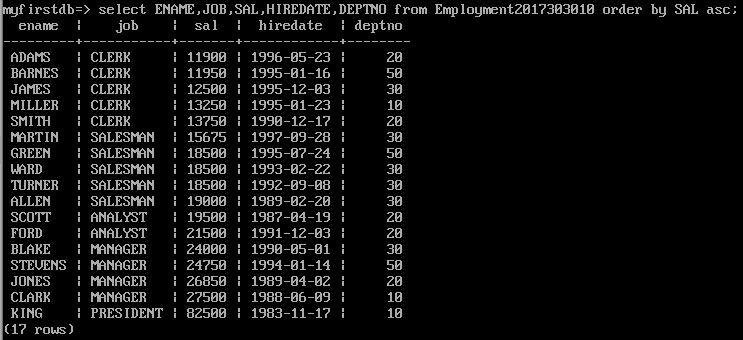 myfirstdb=> select ENAME,JOB,SAL,HIREDATE,DEPTNO from Employment2017303010 order by SAL asc;
ename ¦ job ¦ sal ¦ hiredate ¦ deptno
---------+-----------+-------+------------+--------
ADAMS ¦ CLERK ¦ 11900 ¦ 1996-05-23 ¦ 20
BARNES ¦ CLERK ¦ 11950 ¦ 1995-01-16 ¦ 50
JAMES ¦ CLERK ¦ 12500 ¦ 1995-12-03 ¦ 30
MILLER ¦ CLERK ¦ 13250 ¦ 1995-01-23 ¦ 10
SMITH ¦ CLERK ¦ 13750 ¦ 1990-12-17 ¦ 20
MARTIN ¦ SALESMAN ¦ 15675 ¦ 1997-09-28 ¦ 30
GREEN ¦ SALESMAN ¦ 18500 ¦ 1995-07-24 ¦ 50
WARD ¦ SALESMAN ¦ 18500 ¦ 1993-02-22 ¦ 30
TURNER ¦ SALESMAN ¦ 18500 ¦ 1992-09-08 ¦ 30
ALLEN ¦ SALESMAN ¦ 19000 ¦ 1989-02-20 ¦ 30
SCOTT ¦ ANALYST ¦ 19500 ¦ 1987-04-19 ¦ 20
FORD ¦ ANALYST ¦ 21500 ¦ 1991-12-03 ¦ 20
BLAKE ¦ MANAGER ¦ 24000 ¦ 1990-05-01 ¦ 30
STEVENS ¦ MANAGER ¦ 24750 ¦ 1994-01-14 ¦ 50
JONES ¦ MANAGER ¦ 26850 ¦ 1989-04-02 ¦ 20
CLARK ¦ MANAGER ¦ 27500 ¦ 1988-06-09 ¦ 10
KING ¦ PRESIDENT ¦ 82500 ¦ 1983-11-17 ¦ 10
(17 rows)